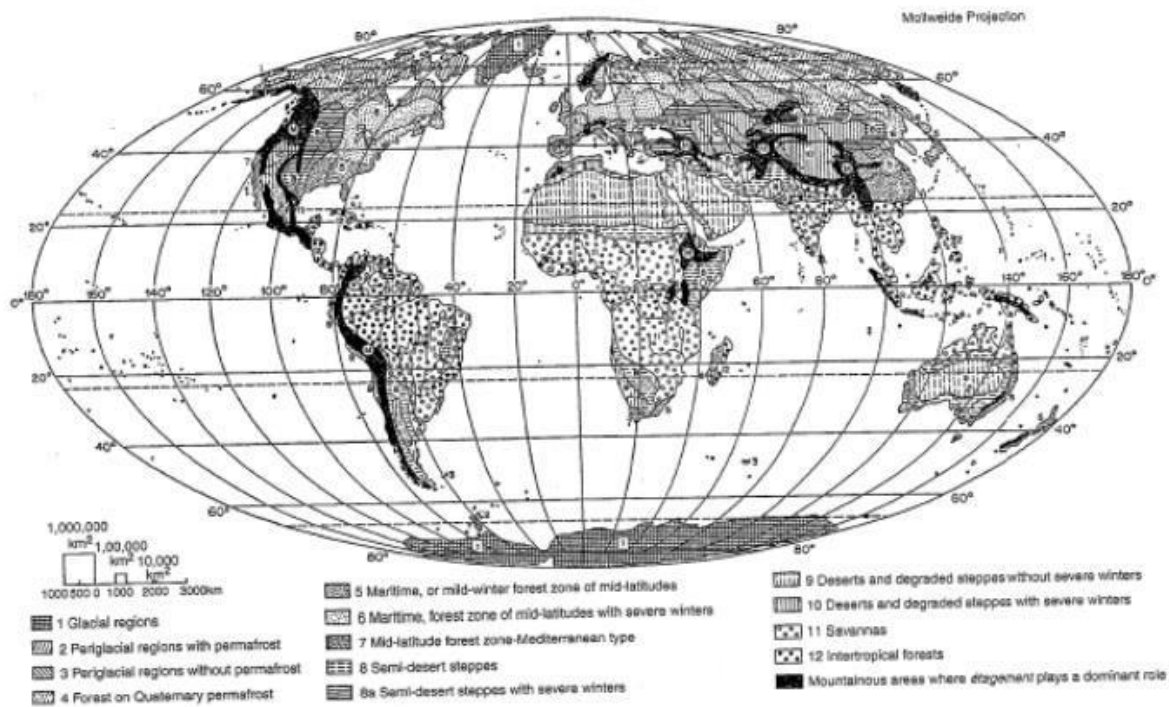 Mollweide Projection
80° 80°
60° 60°
40° 40°
20° 20°
0° 180° 150° 140° 120° 100° 80 40° 20° 0° 20° 40° 60° 80° 140° 180° 0°
20° 20°
40° 40°
60° 60°
80° 80°
1,000,000
km² 1,00,000
km² 10,000
km²
1000 500 0 1000 2000 3000km
1 Glacial regions
2 Periglacial regions with permafrost
3 Periglacial regions without permafrost
4 Forest on Quaternary permafrost
5 Maritime, or mild-winter forest zone of mid-latitudes
6 Maritime, forest zone of mid-latitudes with severe winters
7 Mid-latitude forest zone-Mediterranean type
8 Semi-desert steppes
8a Semi-desert steppes with severe winters
9 Deserts and degraded steppes without severe winters
10 Deserts and degraded steppes with severe winters
11 Savannas
12 Intertropical forests
Mountainous areas where étagement plays a dominant role